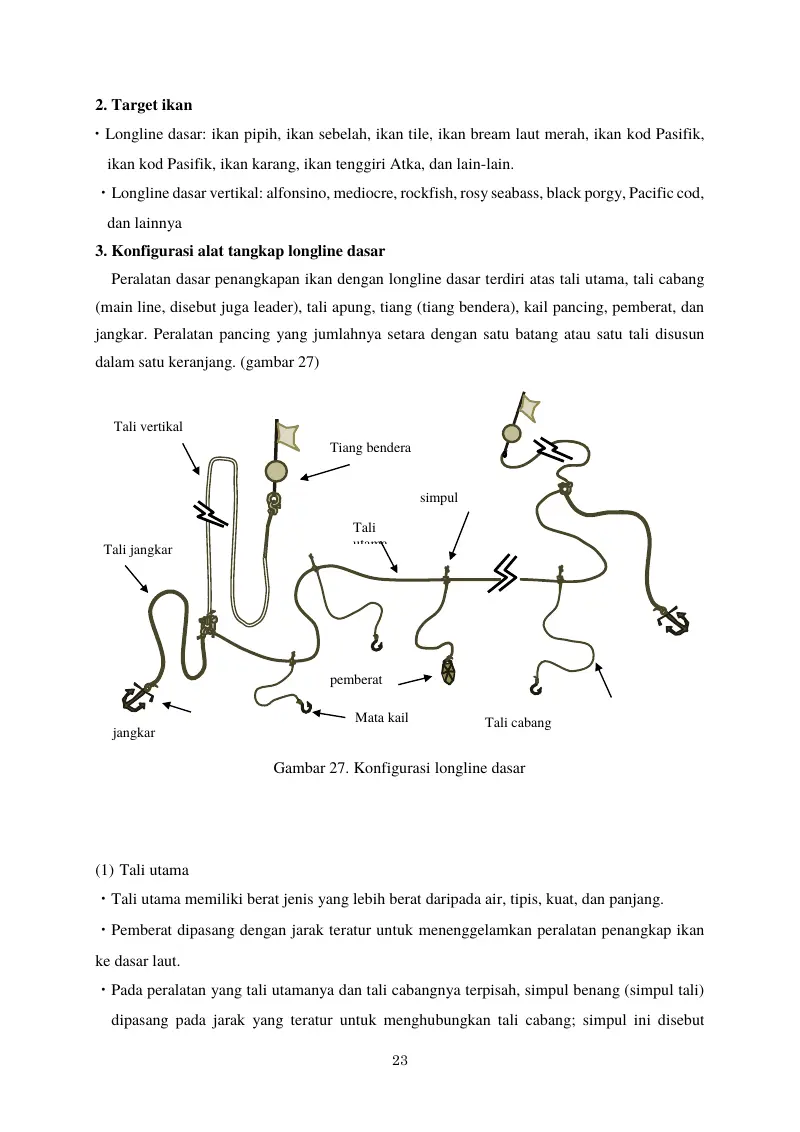 2. Target ikan
・Longline dasar: ikan pipih, ikan sebelah, ikan tile, ikan bream laut merah, ikan kod Pasifik,
ikan kod Pasifik, ikan karang, ikan tenggiri Atka, dan lain-lain.
・Longline dasar vertikal: alfonsino, mediocre, rockfish, rosy seabass, black porgy, Pacific cod,
dan lainnya
3. Konfigurasi alat tangkap longline dasar
Peralatan dasar penangkapan ikan dengan longline dasar terdiri atas tali utama, tali cabang
(main line, disebut juga leader), tali apung, tiang (tiang bendera), kail pancing, pemberat, dan
jangkar. Peralatan pancing yang jumlahnya setara dengan satu batang atau satu tali disusun
dalam satu keranjang. (gambar 27)
Tali vertikal
Tiang bendera
simpul
Tali
utama
Tali jangkar
pemberat
Mata kail
Tali cabang
jangkar
Gambar 27. Konfigurasi longline dasar
(1) Tali utama
・Tali utama memiliki berat jenis yang lebih berat daripada air, tipis, kuat, dan panjang.
・Pemberat dipasang dengan jarak teratur untuk menenggelamkan peralatan penangkap ikan
ke dasar laut.
・Pada peralatan yang tali utamanya dan tali cabangnya terpisah, simpul benang (simpul tali)
dipasang pada jarak yang teratur untuk menghubungkan tali cabang; simpul ini disebut
23